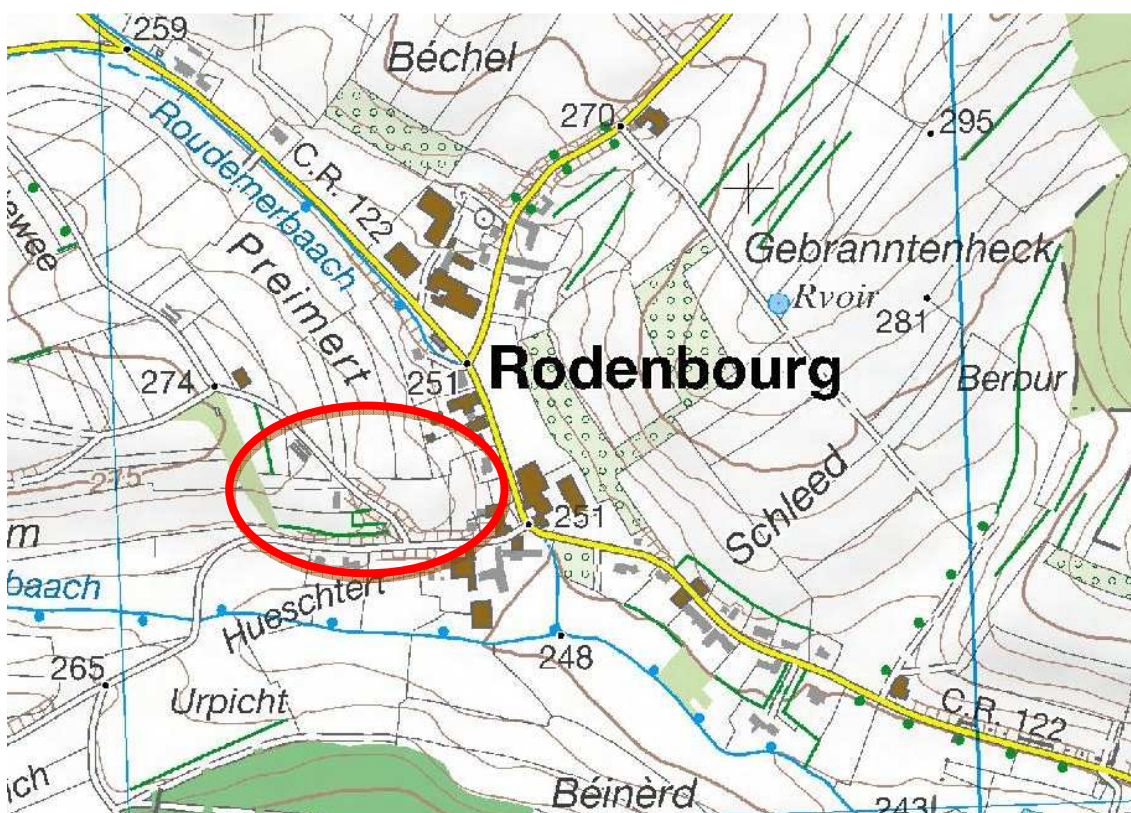 259
Béchel
270
295
Roudemerbaach
C.R. 122
Preimert
Gebranntenheck
Rvoir
281
274
251
Rodenbourg
Berbur
275
251
Schleed
Hueschtert
baach
248
265
Urpicht
C.R. 122
Béinèrd
243